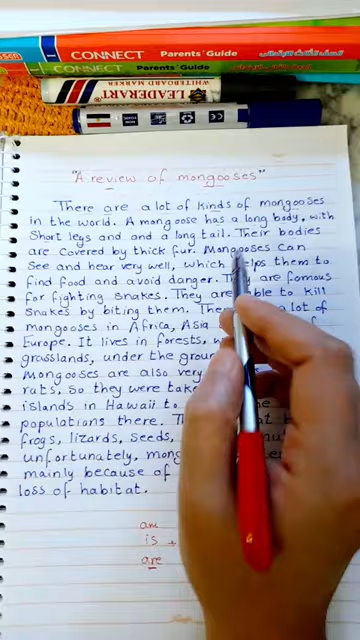 1 CONNECT Parents' Guide
CONNECT Parents' Guide
WHITEBOARD MARKER
"A review of mongooses"
There are a lot of kinds of mongooses
in the world. A mongoose has a long body, with
Short legs and and a long tail. Their bodies
are covered by thick fur. Mongooses can
See and hear very well, which helps them to
find food and avoid danger. They are famous
for fighting snakes. They are able to kill
snakes by biting them. There a lot of
mongooses in Africa, Asia
Europe. It lives in forests,
grasslands, under the
Mongooses are also very
rats, So they were
islands in Hawaii to
populations there.
frogs, lizards, seeds,
unfortunately,
mainly because of
loss of habitat.
am
is +
are